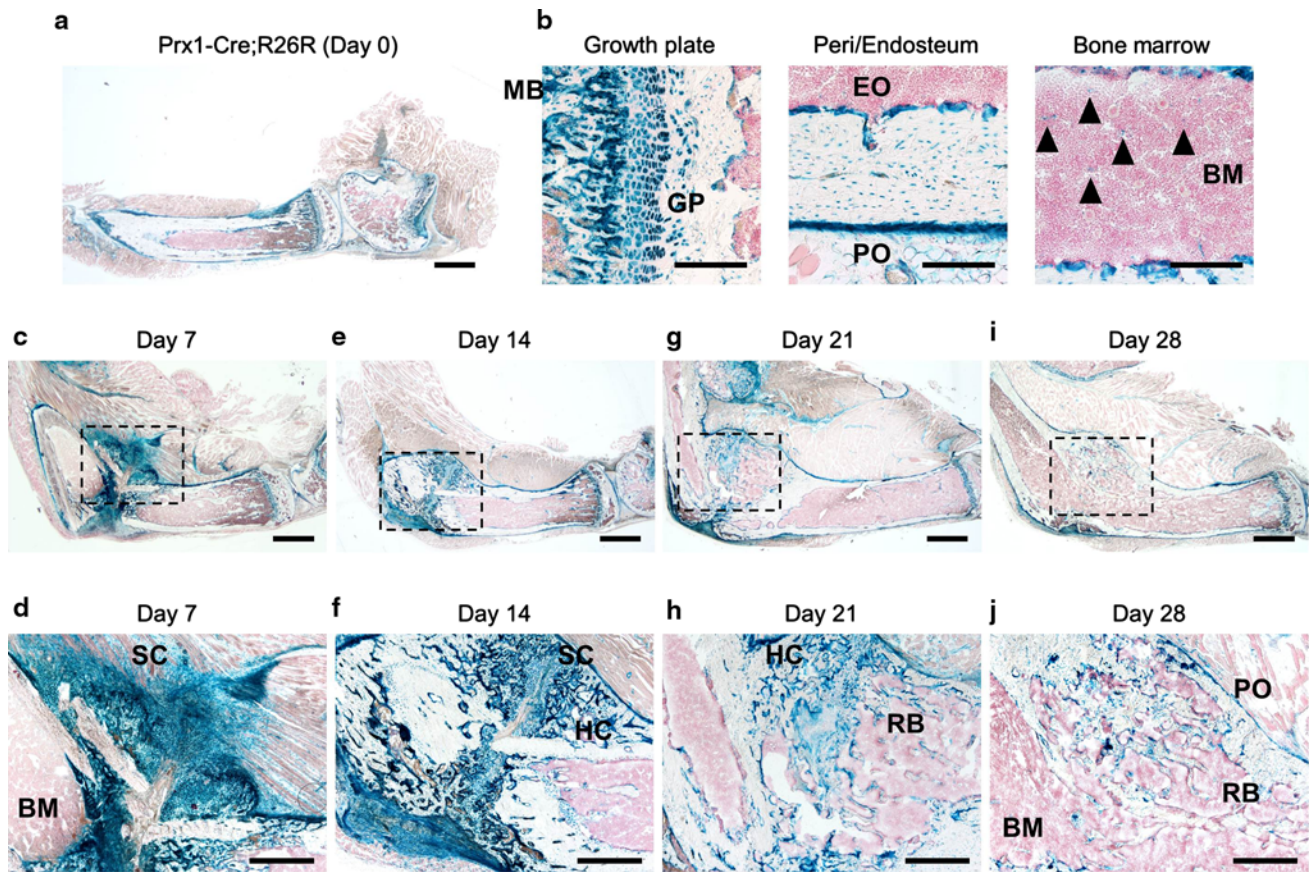 a
Prx1-Cre;R26R (Day 0)
b
Growth plate
Peri/Endosteum
Bone marrow
MB
GP
EO
PO
BM
c
Day 7
e
Day 14
g
Day 21
i
Day 28
d
Day 7
f
Day 14
h
Day 21
j
Day 28
SC
BM
SC
HC
HC
RB
PO
RB
BM